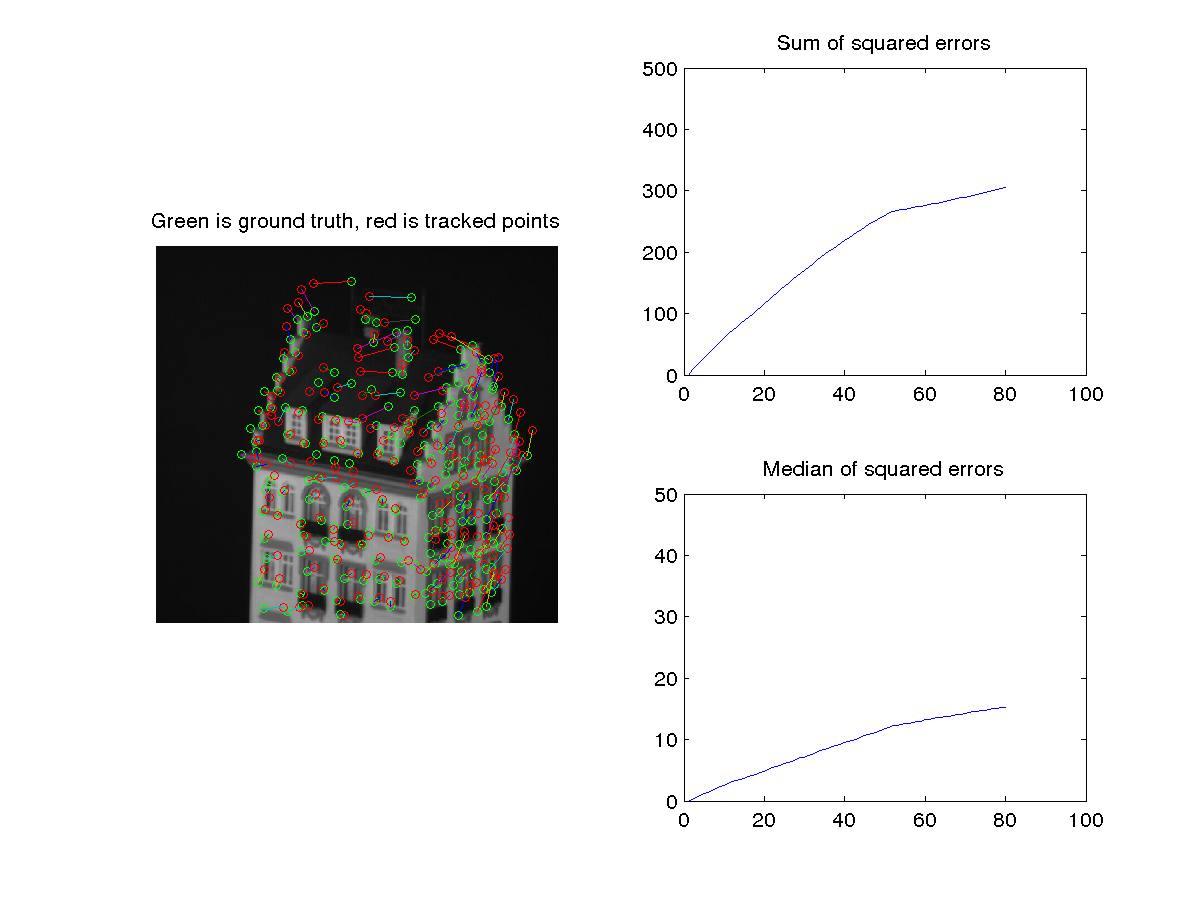 Green is ground truth, red is tracked points
Sum of squared errors
500
400
300
200
100
0
0 20 40 60 80 100
Median of squared errors
50
40
30
20
10
0
0 20 40 60 80 100